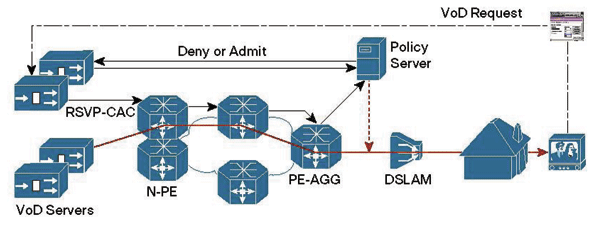 VoD Request
Deny or Admit
Policy
Server
RSVP-CAC
N-PE
PE-AGG
DSLAM
VoD Servers